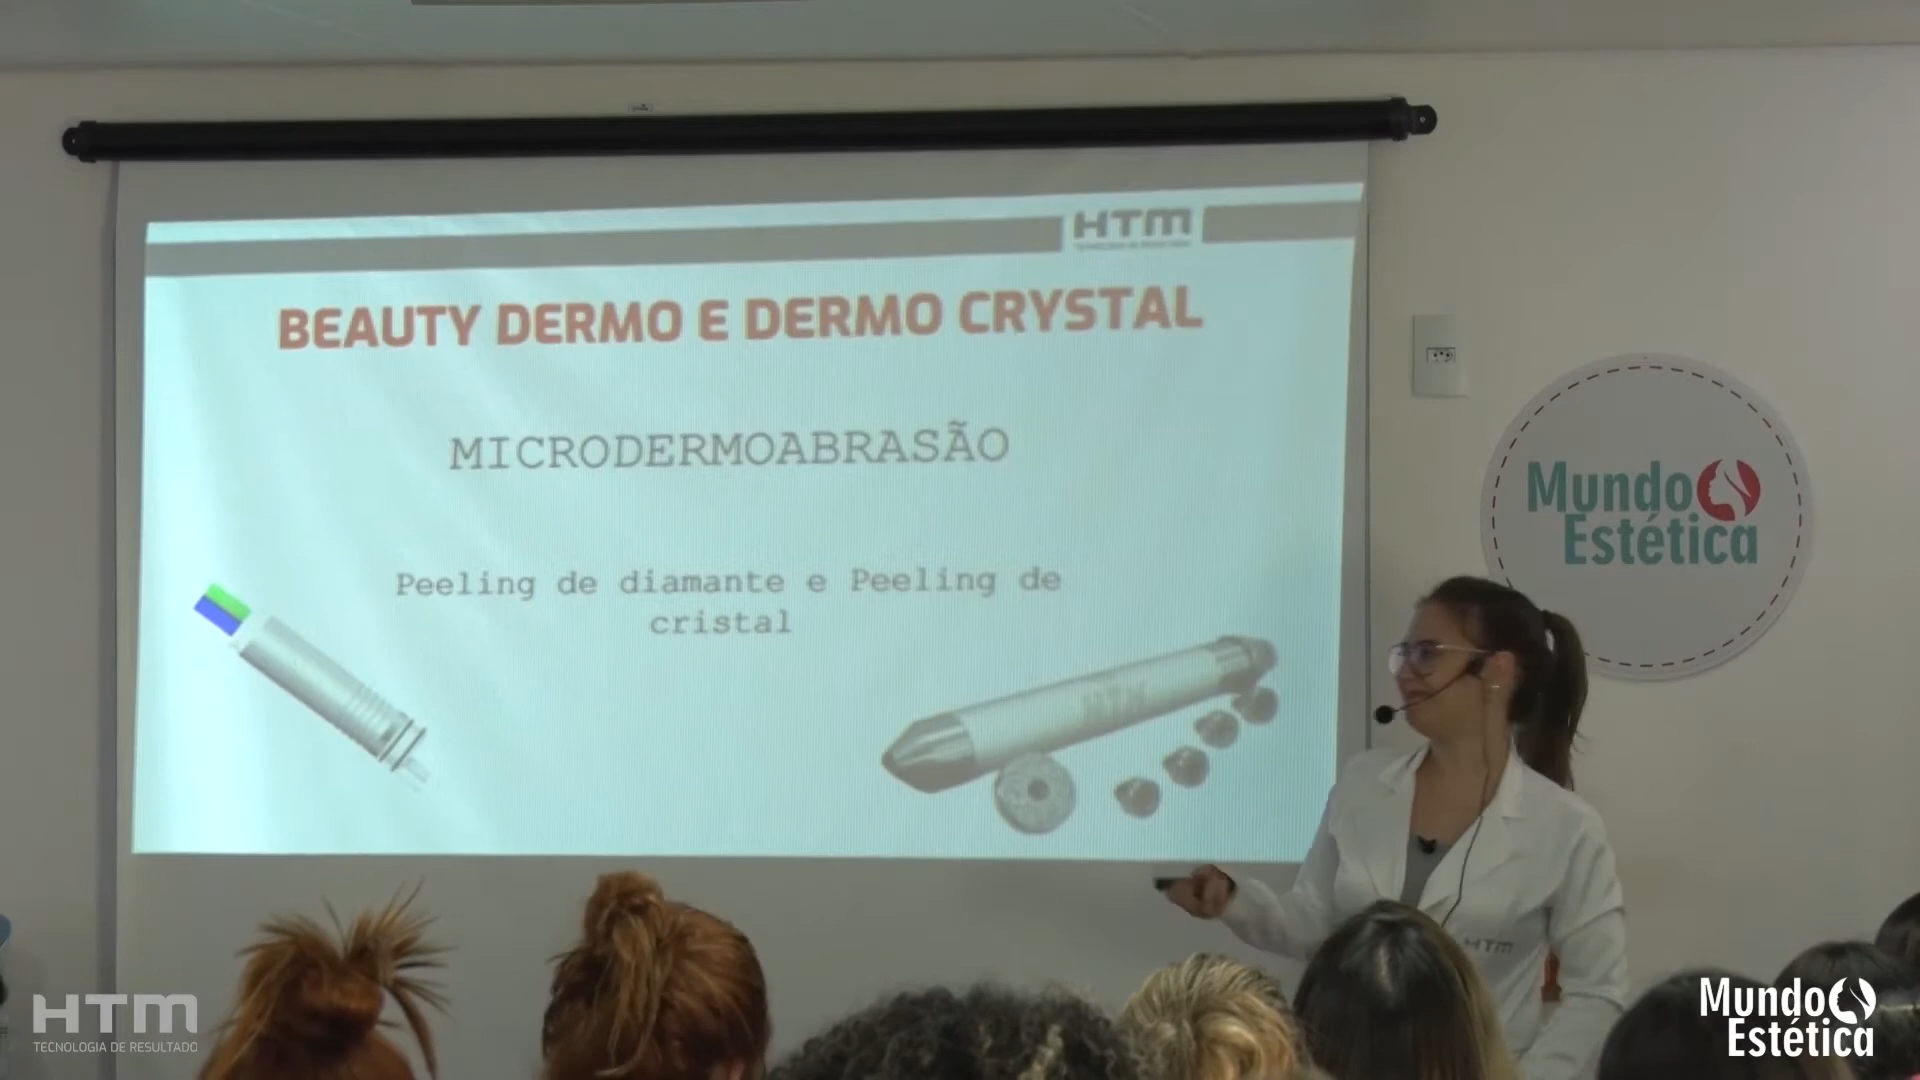 HTM
BEAUTY DERMO E DERMO CRYSTAL
MICRODERMOABRASÃO
Peeling de diamante e Peeling de
cristal
HTM
Mundo
Estética
HTM
HTM
TECNOLOGIA DE RESULTADO
Mundo
Estética